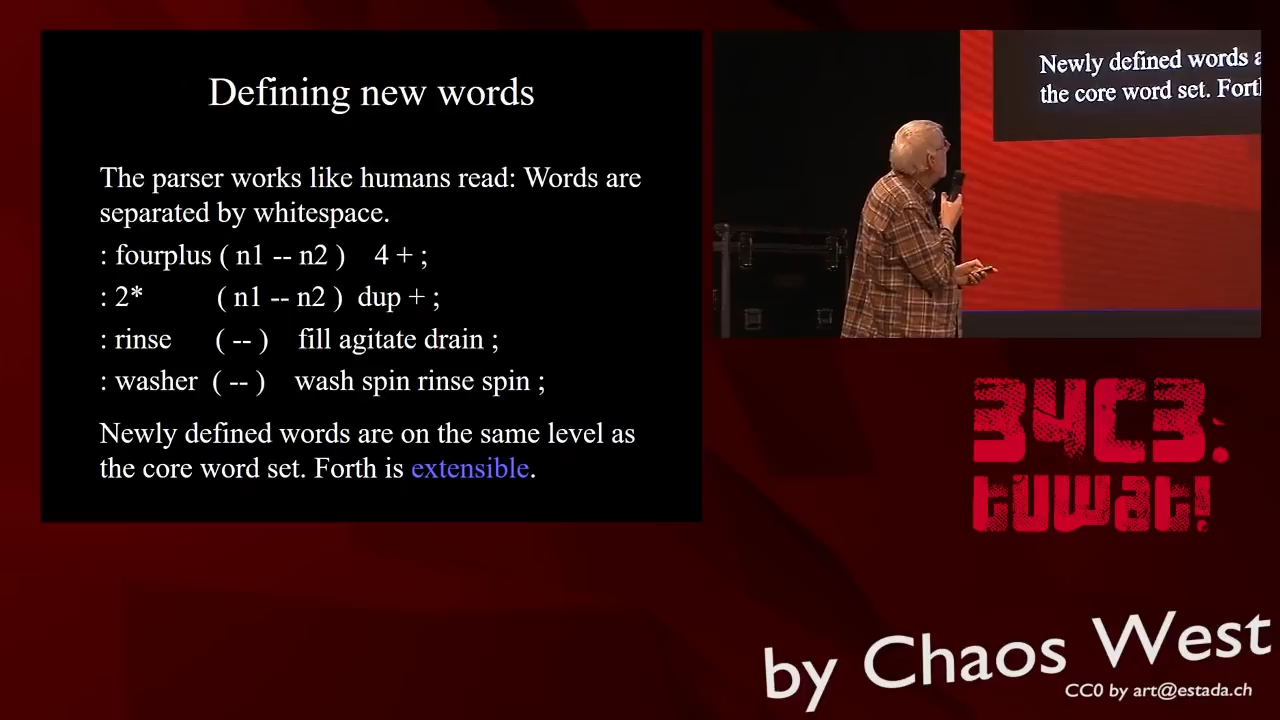 Defining new words
The parser works like humans read: Words are
separated by whitespace.
: fourplus ( n1 -- n2 ) 4 + ;
: 2* ( n1 -- n2 ) dup + ;
: rinse ( -- ) fill agitate drain ;
: washer ( -- ) wash spin rinse spin ;
Newly defined words are on the same level as
the core word set. Forth is extensible.
Newly defined words a
the core word set. Forth
34C3.
tuwat!
by Chaos West
CC0 by art@estada.ch